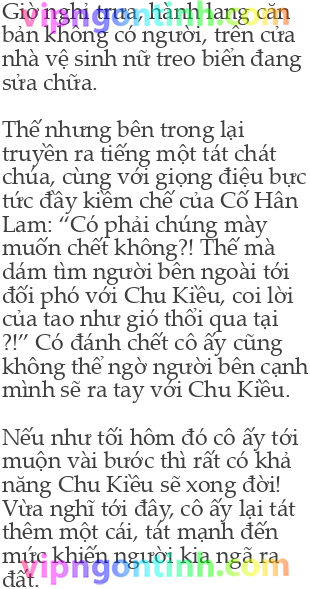 Giờ nghỉ trưa, hành lang căn
bản không có người, trên cửa
nhà vệ sinh nữ treo biển đang
sửa chữa.
Thế nhưng bên trong lại
truyền ra tiếng một tát chát
chúa, cùng với giọng điệu bực
tức đầy kiềm chế của Cố Hân
Lam: “Có phải chúng mày
muốn chết không?! Thế mà
dám tìm người bên ngoài tới
đối phó với Chu Kiều, coi lời
của tao như gió thổi qua tại
?!” Có đánh chết cô ấy cũng
không thể ngờ người bên cạnh
mình sẽ ra tay với Chu Kiều.
Nếu như tối hôm đó cô ấy tới
muộn vài bước thì rất có khả
năng Chu Kiều sẽ xong đời!
Vừa nghĩ tới đây, cô ấy lại tát
thêm một cái, tát mạnh đến
mức khiến người kia ngã ra
đất.
vipngontinh.com
vipngontinh.com